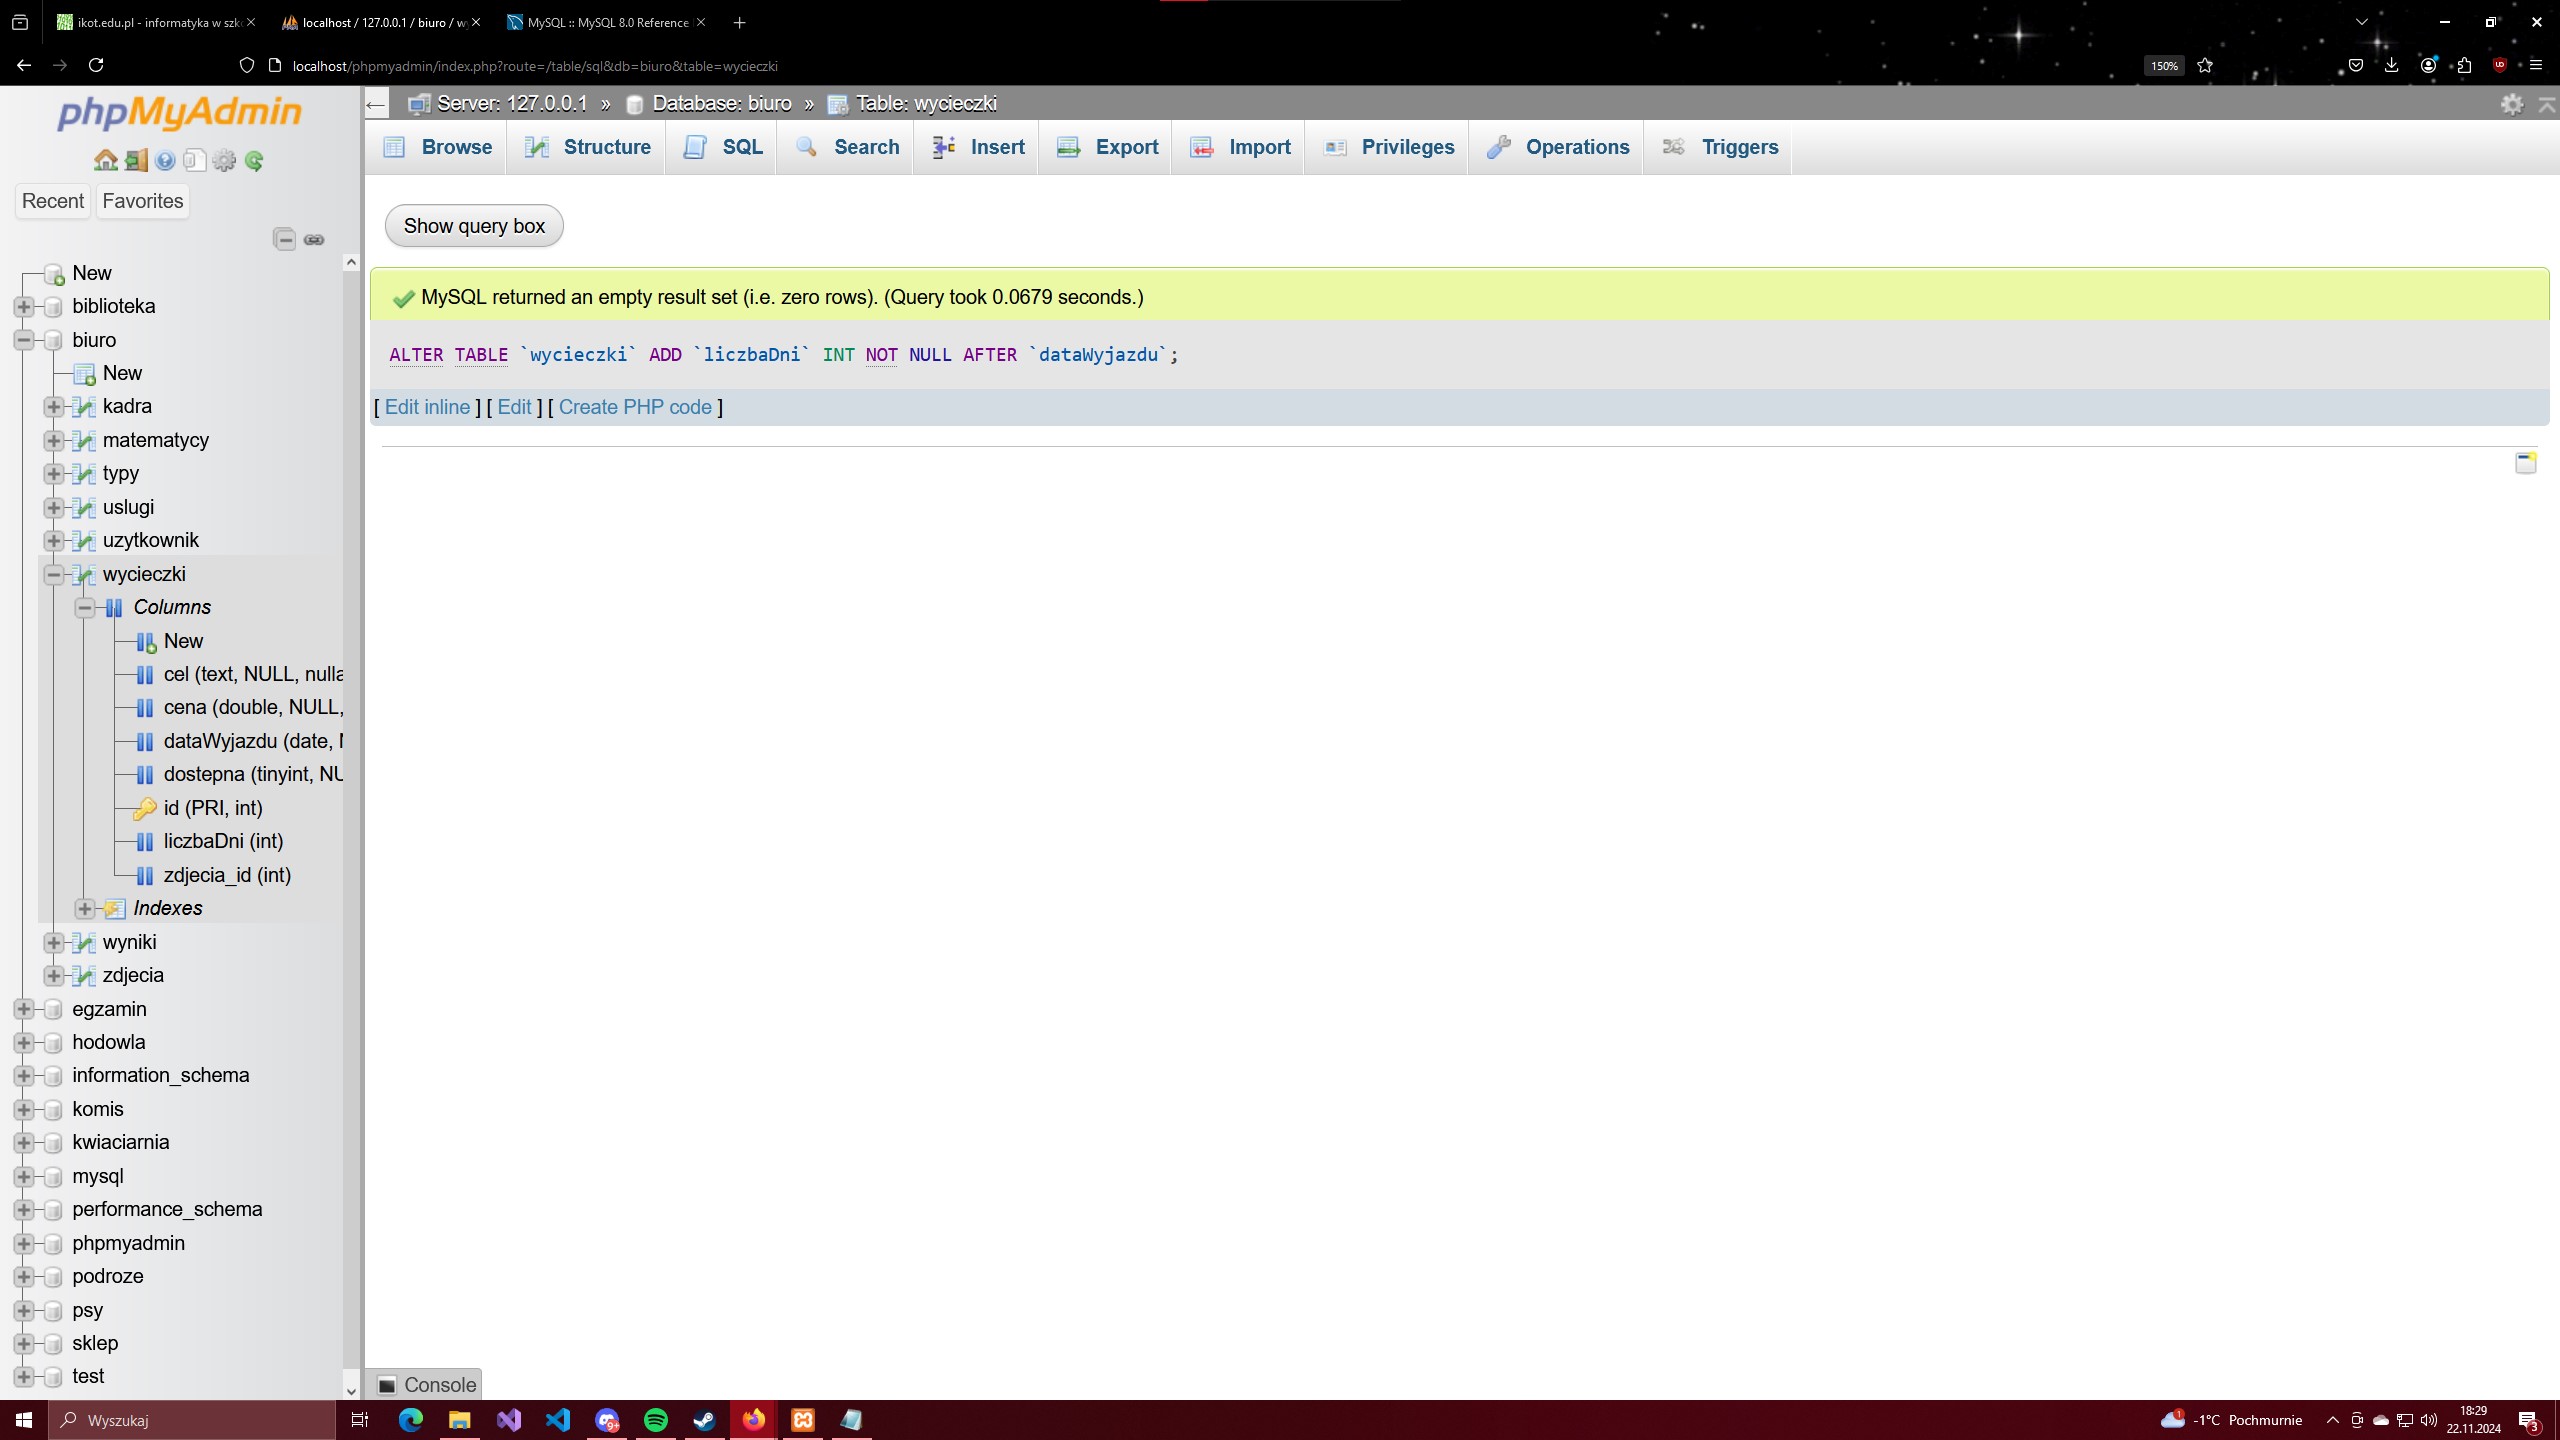 ikot.edu.pl - informatyka w szk
localhost / 127.0.0.1 / biuro / w
MySQL :: MySQL 8.0 Reference
localhost/phpmyadmin/index.php?route=/table/sql&db=biuro&table=wycieczki
150%
phpMyAdmin
Recent Favorites
New
biblioteka
biuro
New
kadra
matematycy
typy
uslugi
uzytkownik
wycieczki
Columns
New
cel (text, NULL, nulla
cena (double, NULL,
dataWyjazdu (date, N
dostepna (tinyint, NU
id (PRI, int)
liczbaDni (int)
zdjecia_id (int)
Indexes
wyniki
zdjecia
egzamin
hodowla
information_schema
komis
kwiaciarnia
mysql
performance_schema
phpmyadmin
podroze
psy
sklep
test
Server: 127.0.0.1 » Database: biuro » Table: wycieczki
Browse Structure SQL Search Insert Export Import Privileges Operations Triggers
Show query box
MySQL returned an empty result set (i.e. zero rows). (Query took 0.0679 seconds.)
ALTER TABLE `wycieczki` ADD `liczbaDni` INT NOT NULL AFTER `dataWyjazdu`;
[ Edit inline ] [ Edit ] [ Create PHP code ]
Console
Wyszukaj
9+
1
-1°C Pochmurnie
18:29
22.11.2024
3